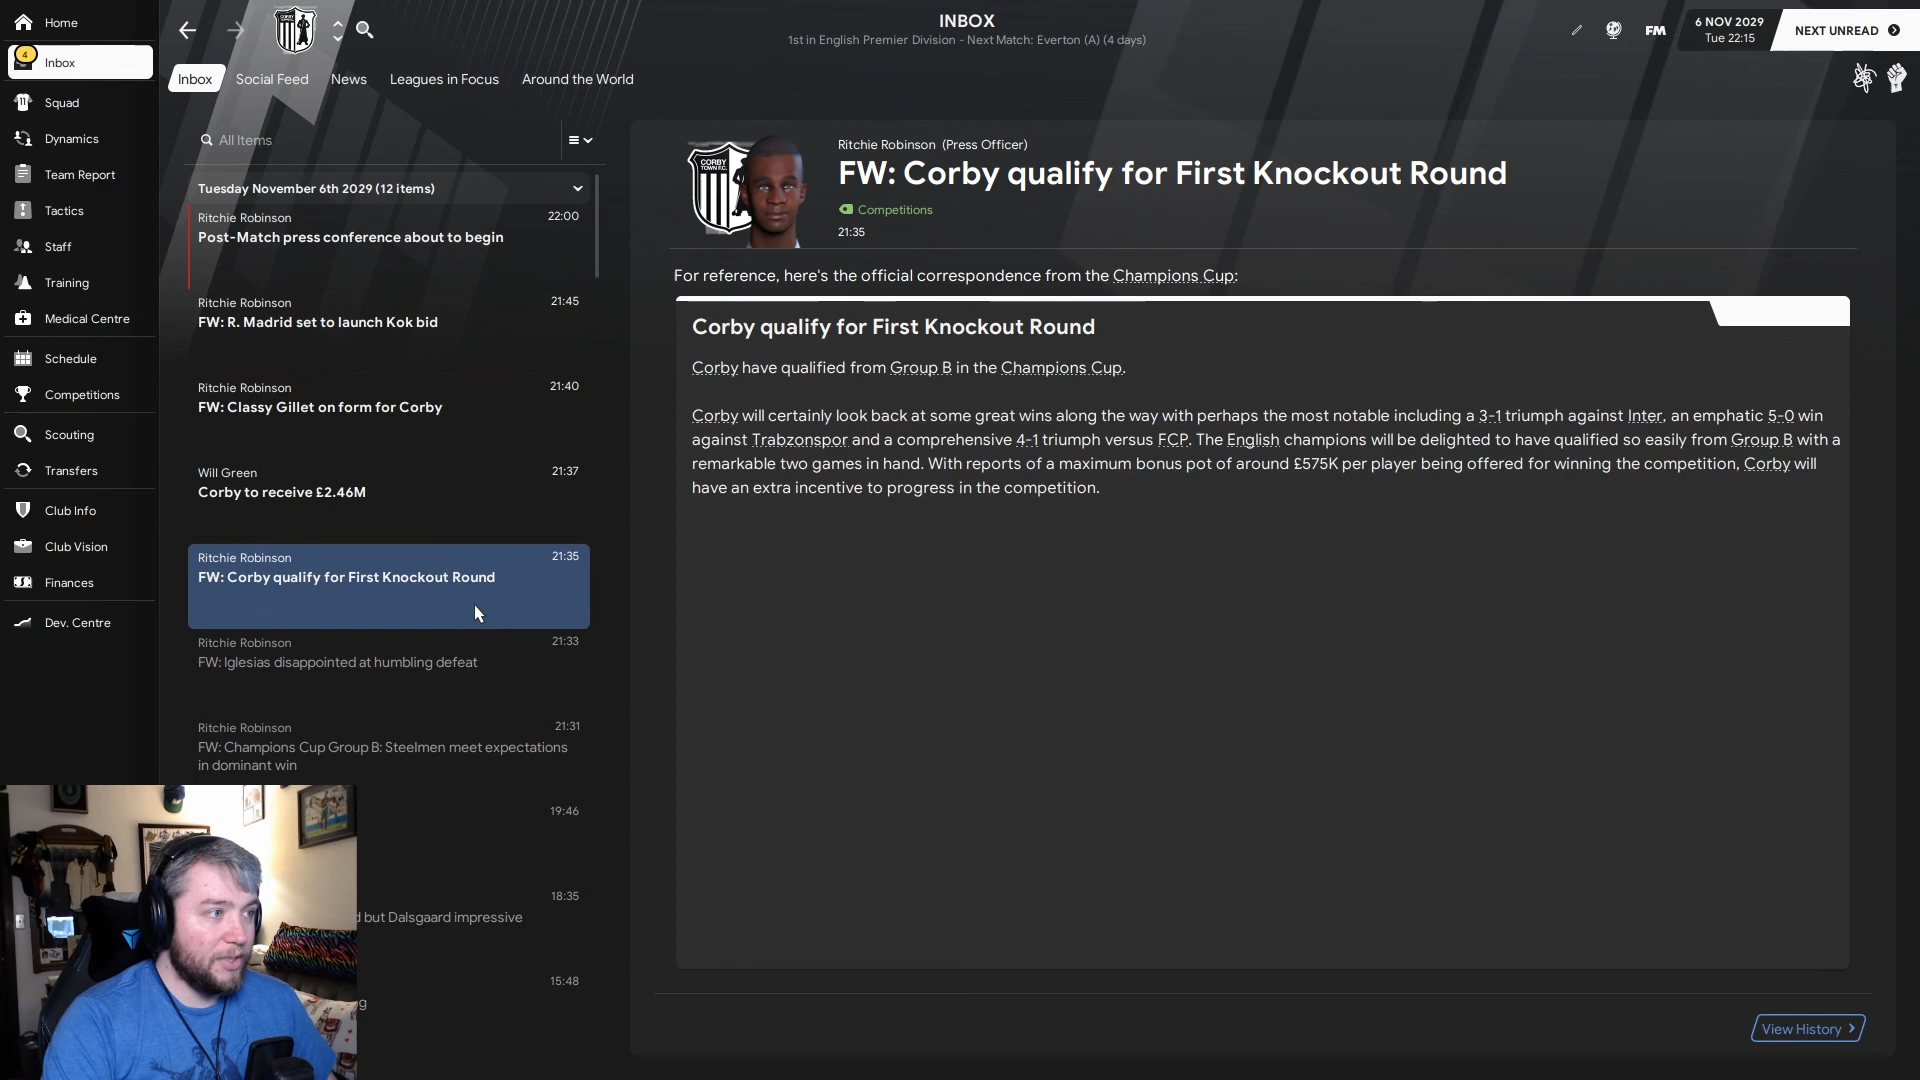 Home
4
Inbox
Squad
Dynamics
Team Report
Tactics
Staff
Training
Medical Centre
Schedule
Competitions
Scouting
Transfers
Club Info
Club Vision
Finances
Dev. Centre
INBOX
1st in English Premier Division - Next Match: Everton (A) (4 days)
FM
6 NOV 2029
Tue 22:15
NEXT UNREAD
Inbox
Social Feed
News
Leagues in Focus
Around the World
All Items
Tuesday November 6th 2029 (12 items)
Ritchie Robinson 22:00
Post-Match press conference about to begin
Ritchie Robinson 21:45
FW: R. Madrid set to launch Kok bid
Ritchie Robinson 21:40
FW: Classy Gillet on form for Corby
Will Green 21:37
Corby to receive £2.46M
Ritchie Robinson 21:35
FW: Corby qualify for First Knockout Round
Ritchie Robinson 21:33
FW: Iglesias disappointed at humbling defeat
Ritchie Robinson 21:31
FW: Champions Cup Group B: Steelmen meet expectations
in dominant win
19:46
18:35
d but Dalsgaard impressive
15:48
g
CORBY
TOWN F.C.
Ritchie Robinson (Press Officer)
FW: Corby qualify for First Knockout Round
Competitions
21:35
For reference, here's the official correspondence from the Champions Cup:
Corby qualify for First Knockout Round
Corby have qualified from Group B in the Champions Cup.
Corby will certainly look back at some great wins along the way with perhaps the most notable including a 3-1 triumph against Inter, an emphatic 5-0 win
against Trabzonspor and a comprehensive 4-1 triumph versus FCP. The English champions will be delighted to have qualified so easily from Group B with a
remarkable two games in hand. With reports of a maximum bonus pot of around £575K per player being offered for winning the competition, Corby will
have an extra incentive to progress in the competition.
View History